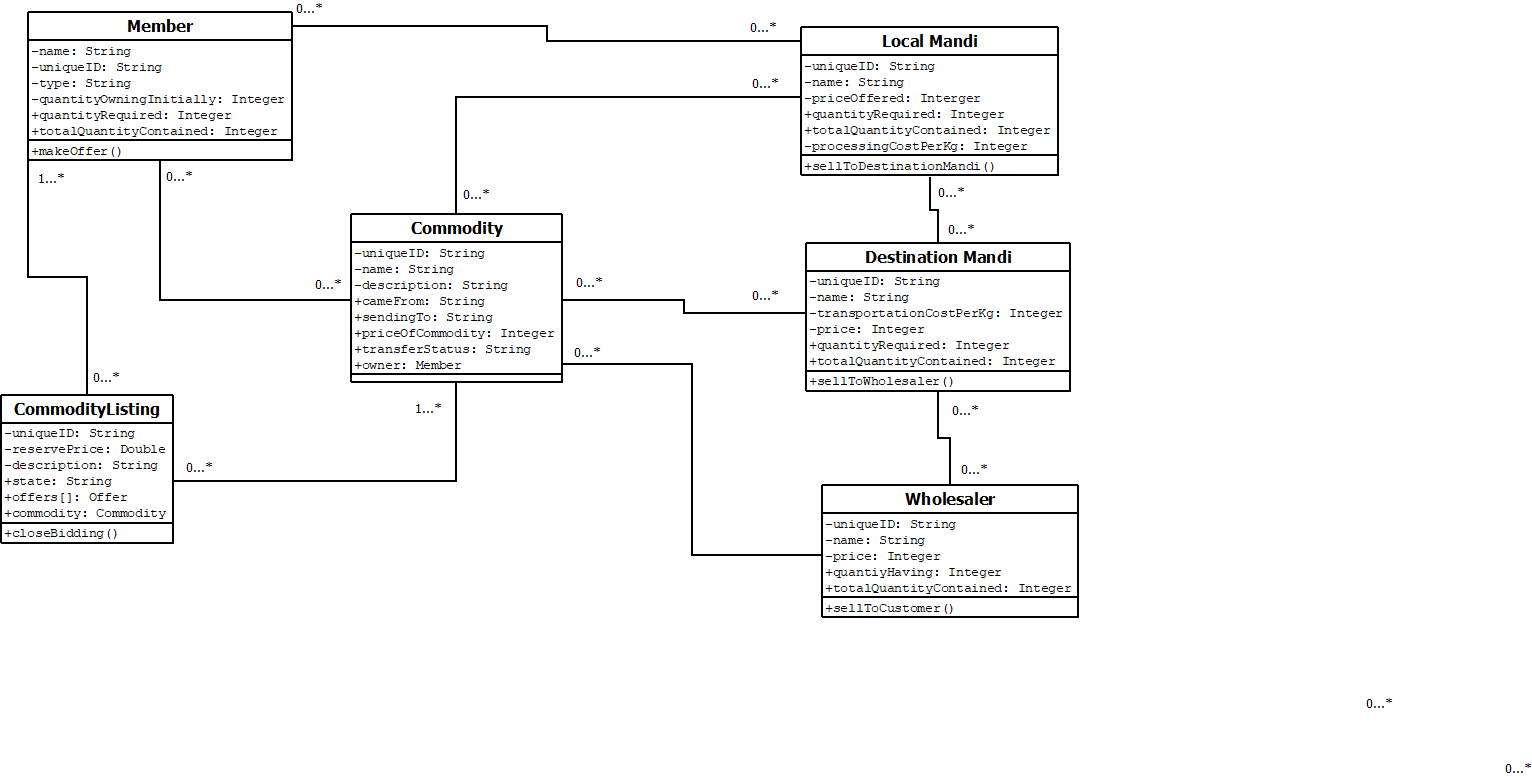 Member
-name: String
-uniqueID: String
-type: String
-quantityOwningInitially: Integer
+quantityRequired: Integer
+totalQuantityContained: Integer
+makeOffer()
0...*
0...*
Local Mandi
-uniqueID: String
-name: String
-priceOffered: Interger
+quantityRequired: Integer
+totalQuantityContained: Integer
-processingCostPerKg: Integer
+sellToDestinationMandi()
0...*
1...*
0...*
0...*
0...*
0...*
Commodity
-uniqueID: String
-name: String
-description: String
+cameFrom: String
+sendingTo: String
+priceOfCommodity: Integer
+transferStatus: String
+owner: Member
0...*
0...*
0...*
0...*
0...*
Destination Mandi
-uniqueID: String
-name: String
-transportationCostPerKg: Integer
-price: Integer
+quantityRequired: Integer
+totalQuantityContained: Integer
+sellToWholesaler()
0...*
CommodityListing
-uniqueID: String
-reservePrice: Double
-description: String
+state: String
+offers[]: Offer
+commodity: Commodity
+closeBidding()
1...*
0...*
0...*
0...*
Wholesaler
-uniqueID: String
-name: String
-price: Integer
+quantiyHaving: Integer
+totalQuantityContained: Integer
+sellToCustomer()
0...*
0...*